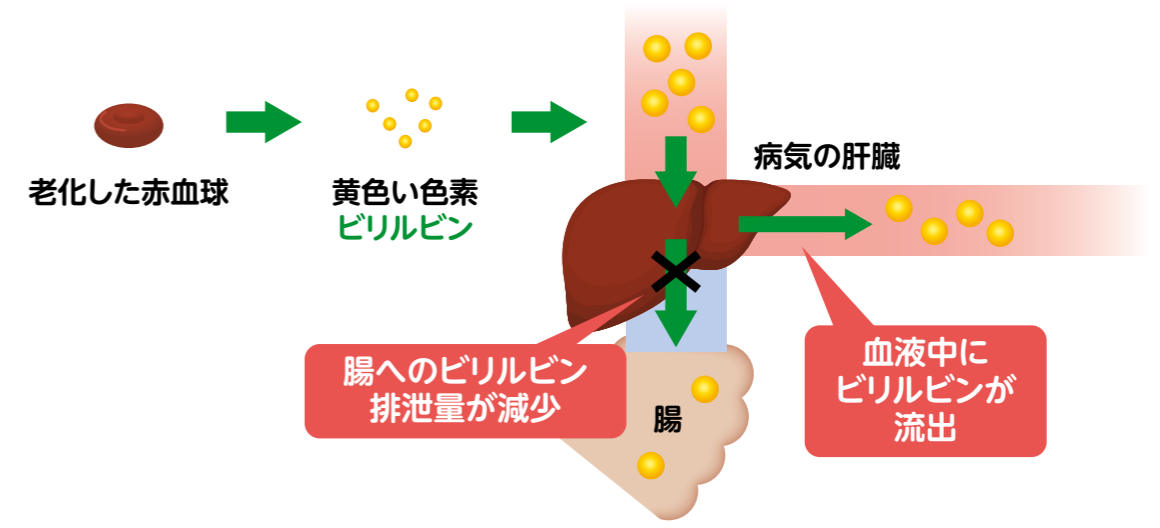 老化した赤血球
黄色い色素
ビリルビン
病気の肝臓
腸へのビリルビン
排泄量が減少
腸
血液中に
ビリルビンが
流出